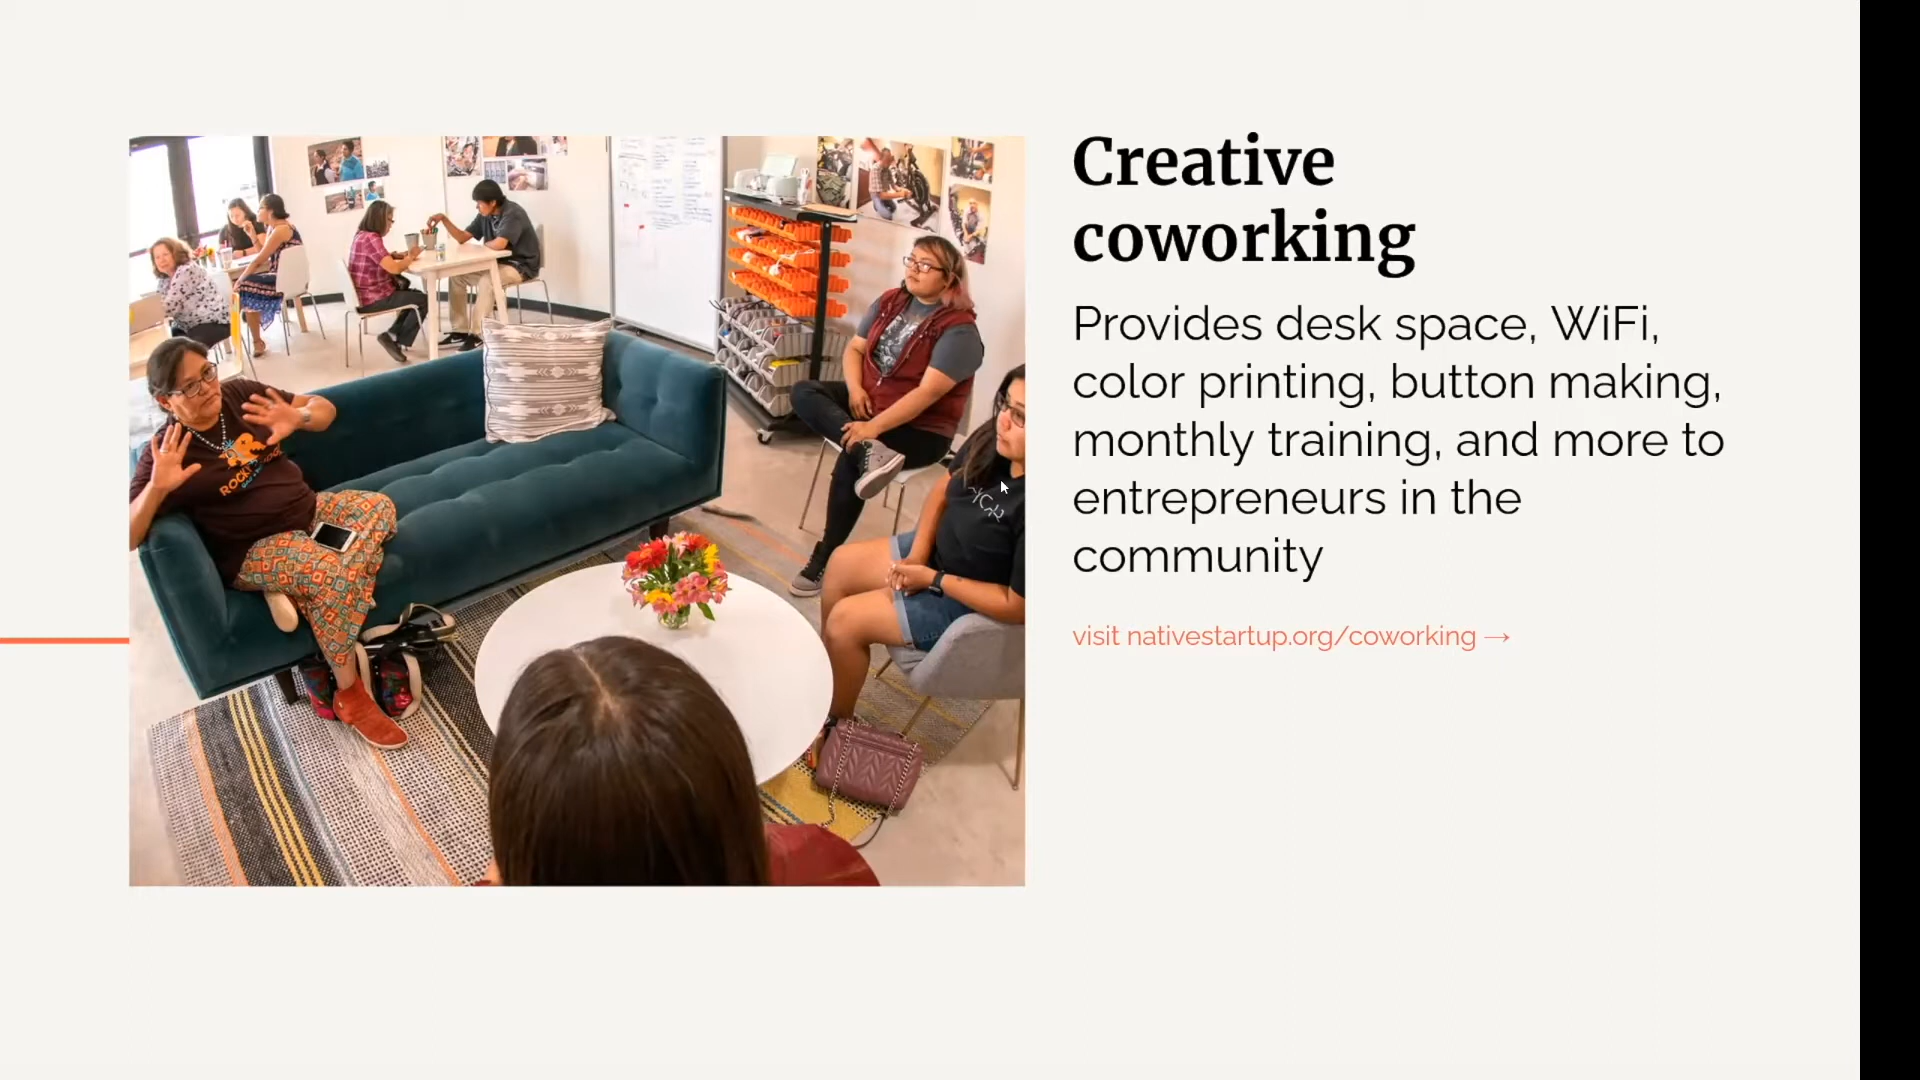 Creative
coworking
Provides desk space, WiFi,
color printing, button making,
monthly training, and more to
entrepreneurs in the
community
visit nativestartup.org/coworking →